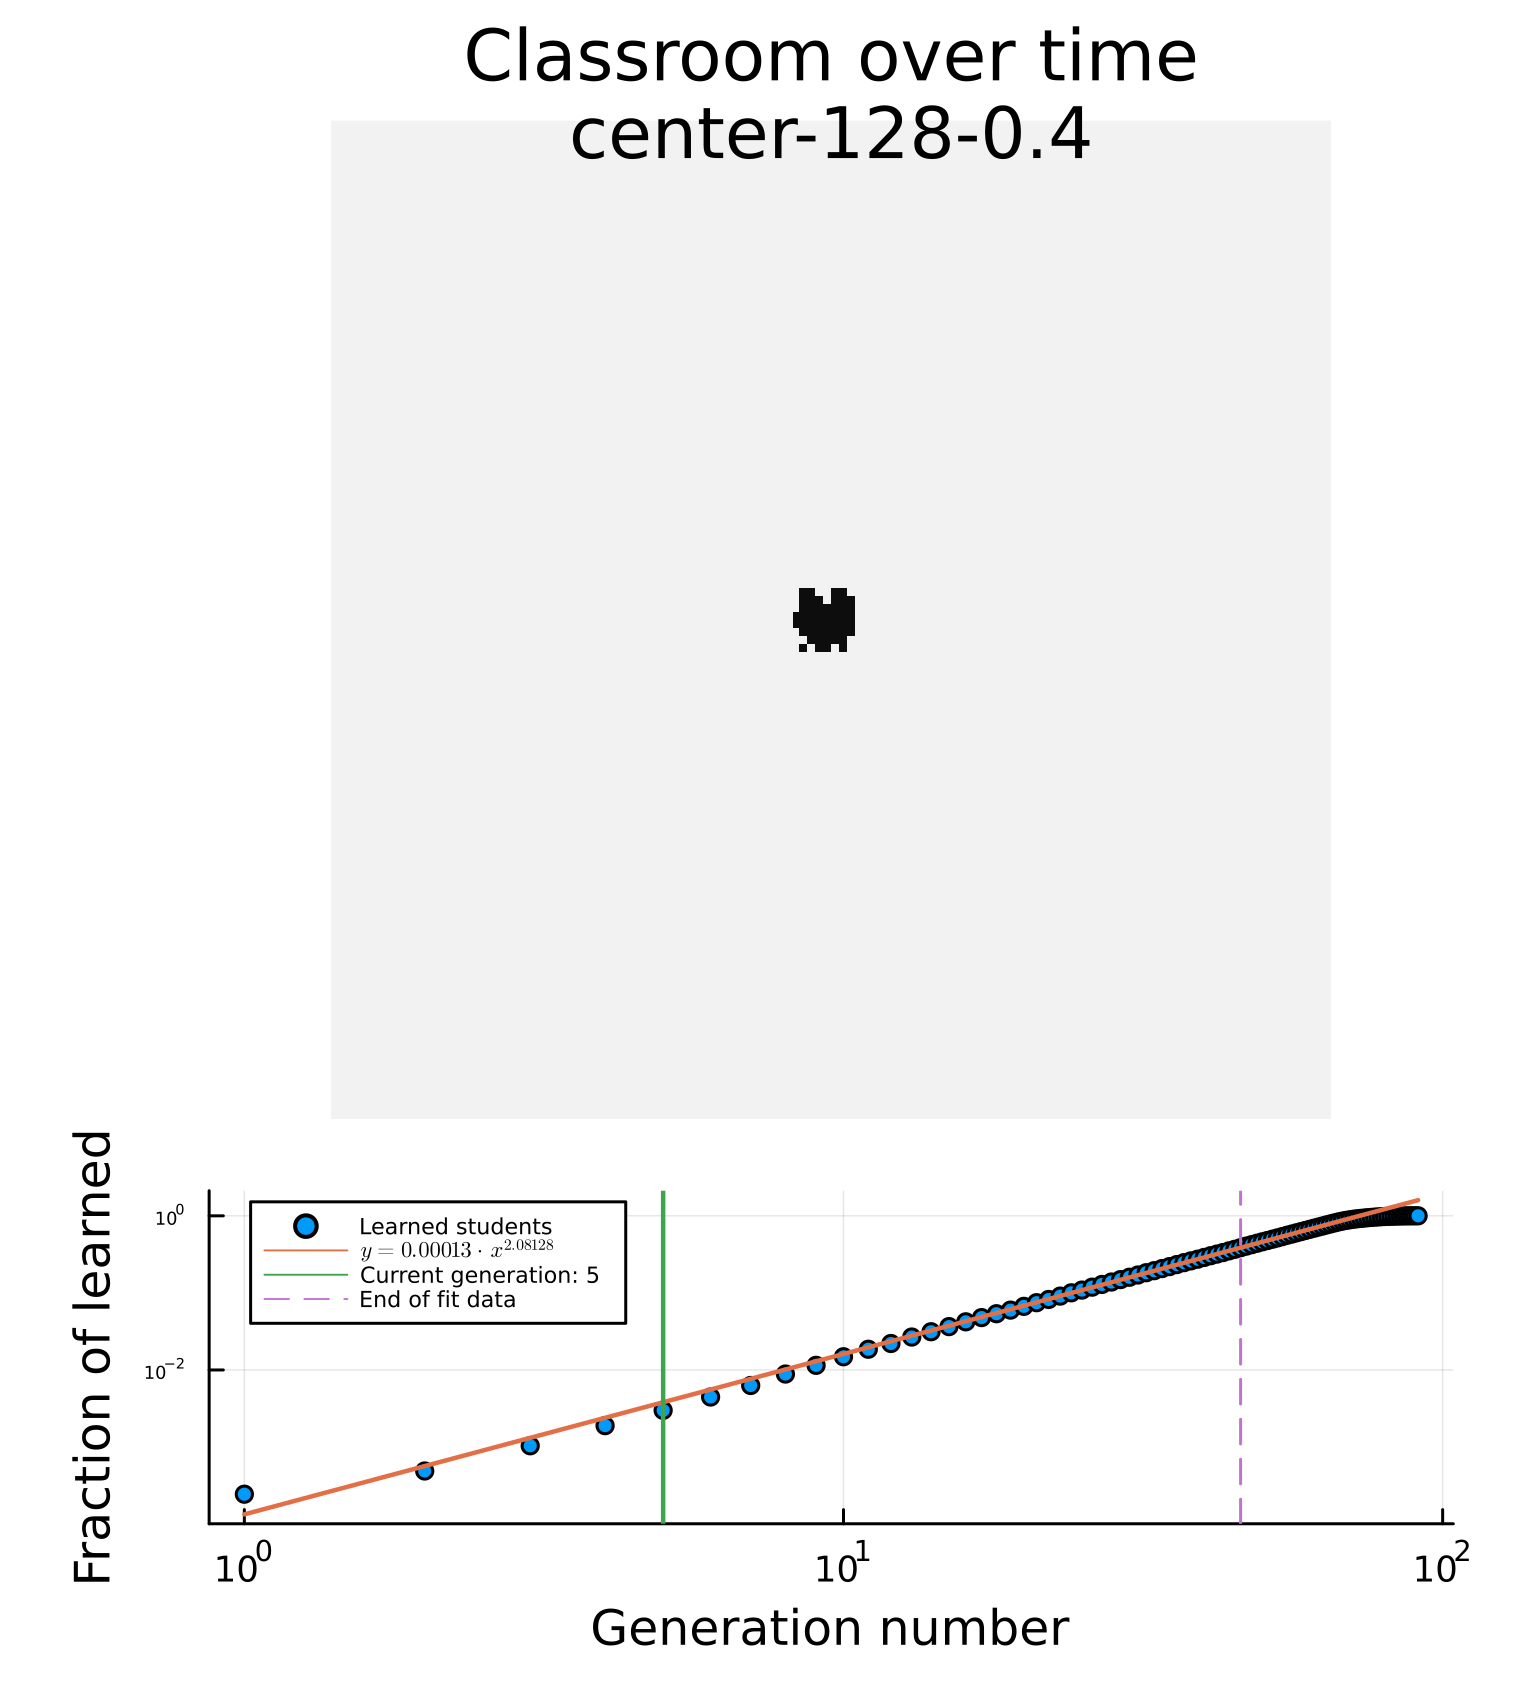 Classroom over time
center-128-0.4
Fraction of learned
10^0
10^−2
Learned students
y = 0.00013 · x^2.08128
Current generation: 5
End of fit data
10^0 10^1 10^2
Generation number